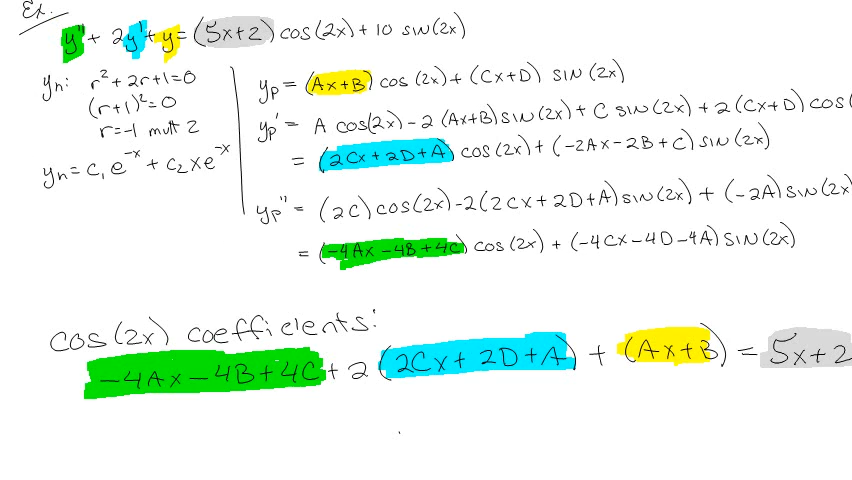 Ex.
y" + 2y' + y = (5x+2) cos(2x) + 10 sin(2x)
yn: r² + 2r + 1 = 0
(r+1)² = 0
r = -1 mult 2
yn = c₁e^-x + c₂xe^-x
yp = (Ax+B) cos(2x) + (Cx+D) sin(2x)
yp' = A cos(2x) - 2(Ax+B) sin(2x) + C sin(2x) + 2(Cx+D) cos(
= (2Cx+2D+A) cos(2x) + (-2Ax-2B+C) sin(2x)
yp" = (2C) cos(2x) - 2(2Cx+2D+A) sin(2x) + (-2A) sin(2x
= (-4Ax-4B+4C) cos(2x) + (-4Cx-4D-4A) sin(2x)
cos(2x) coefficients:
-4Ax-4B+4C + 2(2Cx+2D+A) + (Ax+B) = 5x+2